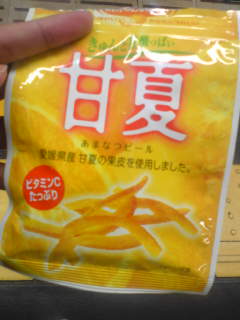 きゅんと甘酸っぱい
甘夏
あまなつピール
愛媛県産 甘夏の果皮を使用しました。
ビタミンC
たっぷり